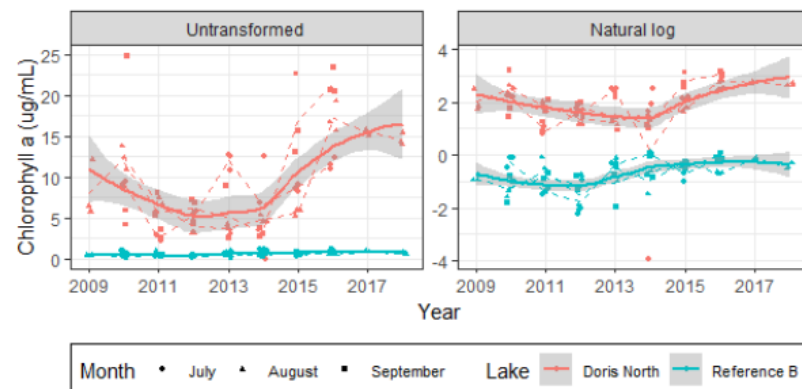 Untransformed
Natural log
Chlorophyll a (ug/mL)
25
20
15
10
5
0
4
2
0
-2
-4
2009 2011 2013 2015 2017
2009 2011 2013 2015 2017
Year
Month July August September Lake Doris North Reference B